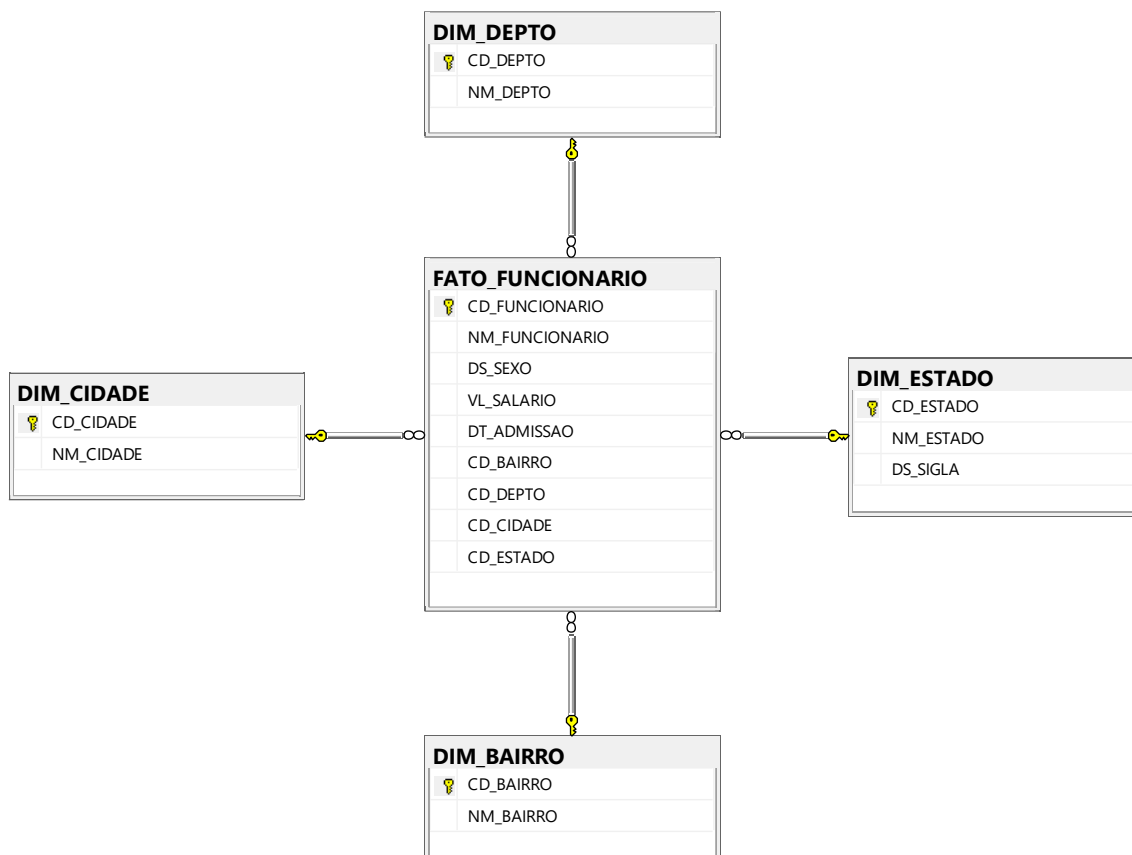 DIM_DEPTO
CD_DEPTO
NM_DEPTO
FATO_FUNCIONARIO
CD_FUNCIONARIO
NM_FUNCIONARIO
DS_SEXO
VL_SALARIO
DT_ADMISSAO
CD_BAIRRO
CD_DEPTO
CD_CIDADE
CD_ESTADO
DIM_CIDADE
CD_CIDADE
NM_CIDADE
DIM_ESTADO
CD_ESTADO
NM_ESTADO
DS_SIGLA
DIM_BAIRRO
CD_BAIRRO
NM_BAIRRO